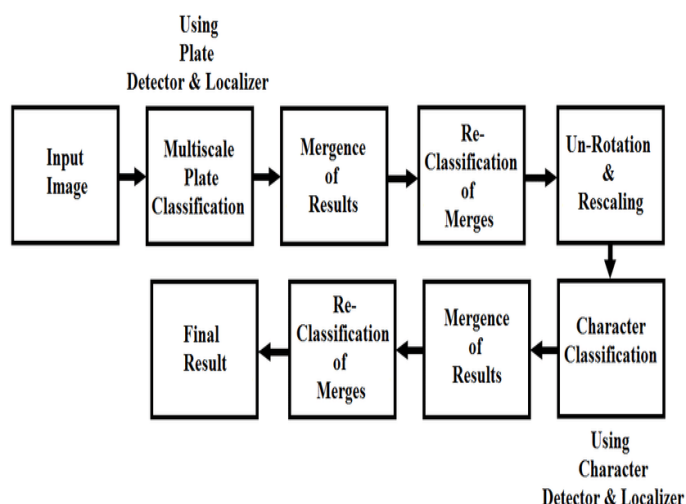 Using
Plate
Detector & Localizer
Input
Image
Multiscale
Plate
Classification
Mergence
of
Results
Re-
Classification
of
Merges
Un-Rotation
&
Rescaling
Character
Classification
Using
Character
Detector & Localizer
Mergence
of
Results
Re-
Classification
of
Merges
Final
Result